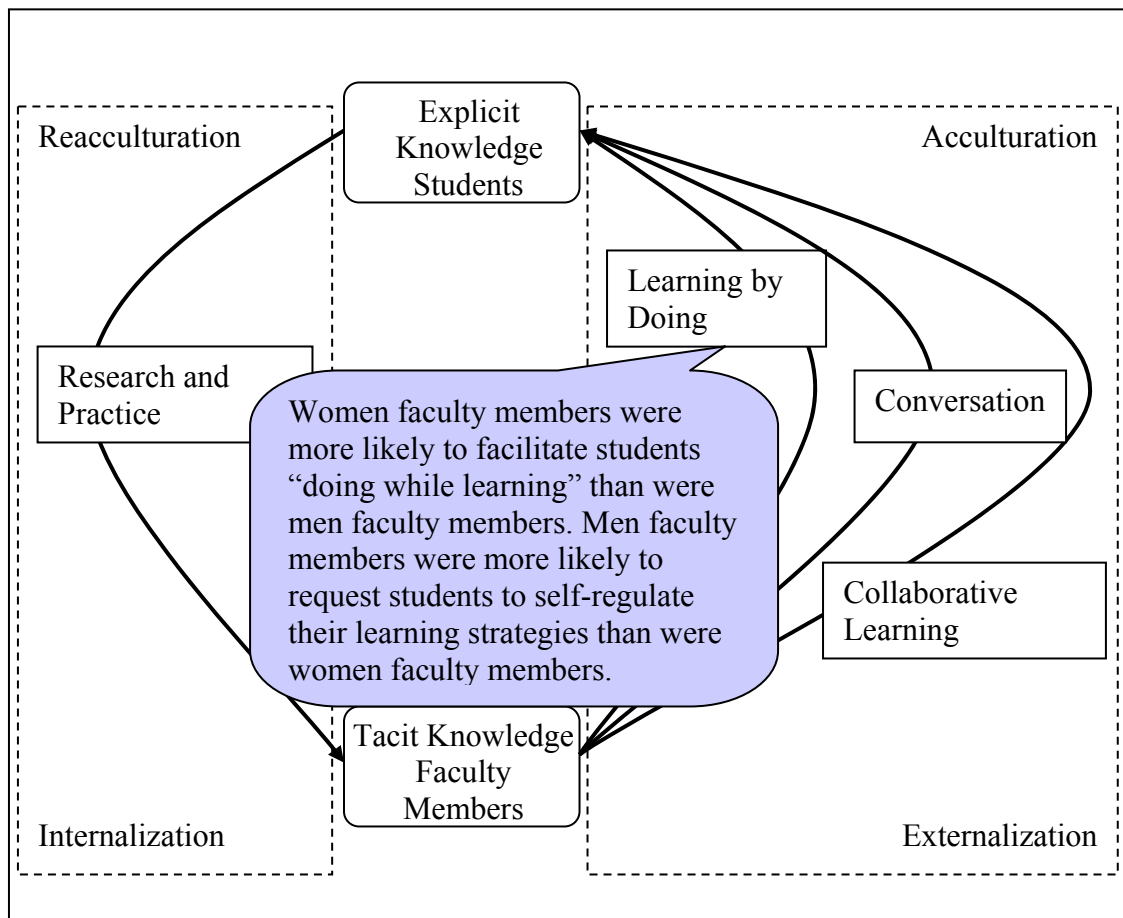 Explicit
Knowledge
Students
Reacculturation
Acculturation
Learning by
Doing
Research and
Practice
Conversation
Women faculty members were
more likely to facilitate students
“doing while learning” than were
men faculty members. Men faculty
members were more likely to
request students to self-regulate
their learning strategies than were
women faculty members.
Collaborative
Learning
Tacit Knowledge
Faculty
Members
Internalization
Externalization